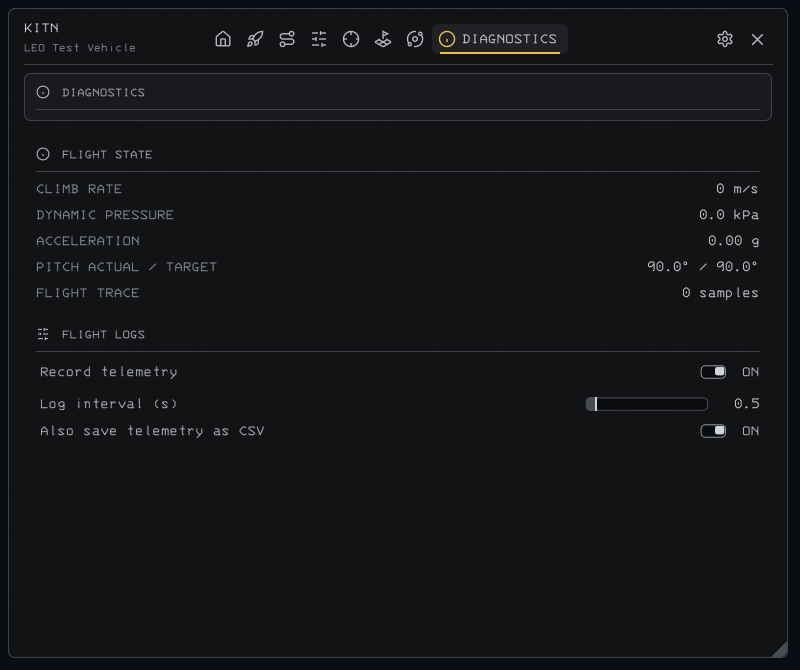 KITN
LEO Test Vehicle
DIAGNOSTICS
DIAGNOSTICS
FLIGHT STATE
CLIMB RATE 0 m/s
DYNAMIC PRESSURE 0.0 kPa
ACCELERATION 0.00 g
PITCH ACTUAL / TARGET 90.0° / 90.0°
FLIGHT TRACE 0 samples
FLIGHT LOGS
Record telemetry ON
Log interval (s) 0.5
Also save telemetry as CSV ON